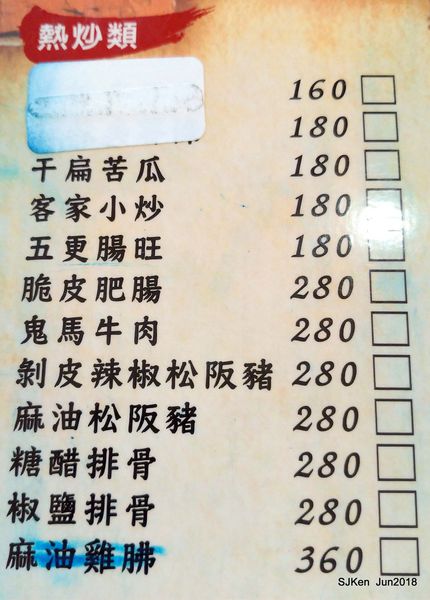 熱炒類
160
180
干扁苦瓜 180
客家小炒 180
五更腸旺 180
脆皮肥腸 280
鬼馬牛肉 280
剝皮辣椒松阪豬 280
麻油松阪豬 280
糖醋排骨 280
椒鹽排骨 280
麻油雞胇 360
SJKen Jun2018